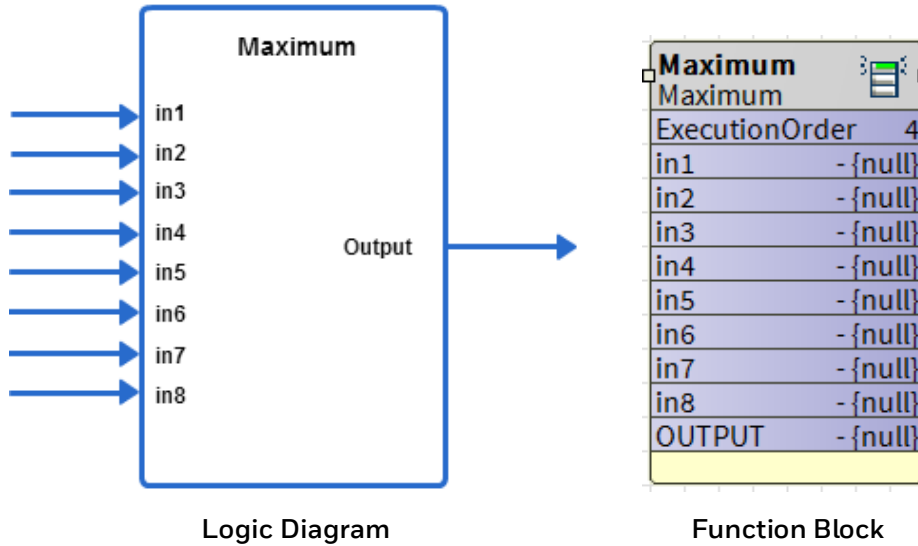 Maximum
in1
in2
in3
in4
Output
in5
in6
in7
in8
Logic Diagram
Maximum
Maximum
ExecutionOrder 4
in1 - {null}
in2 - {null}
in3 - {null}
in4 - {null}
in5 - {null}
in6 - {null}
in7 - {null}
in8 - {null}
OUTPUT - {null}
Function Block